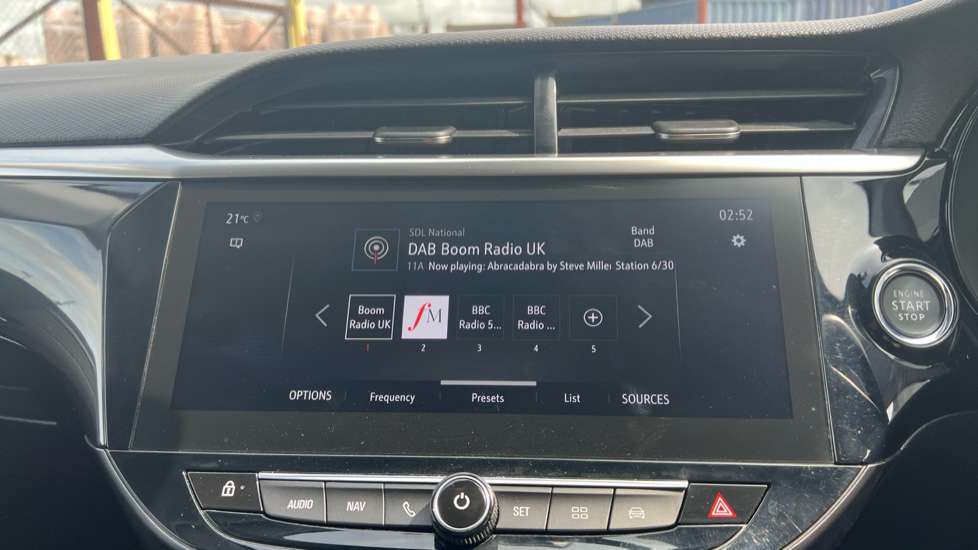 21°C
02:52
SDL National
DAB Boom Radio UK
Band
DAB
11A Now playing: Abracadabra by Steve Miller Station 6/30
Boom
Radio UK
fM
BBC
Radio 5...
BBC
Radio ...
1
2
3
4
5
OPTIONS
Frequency
Presets
List
SOURCES
ENGINE
START
STOP
AUDIO
NAV
SET